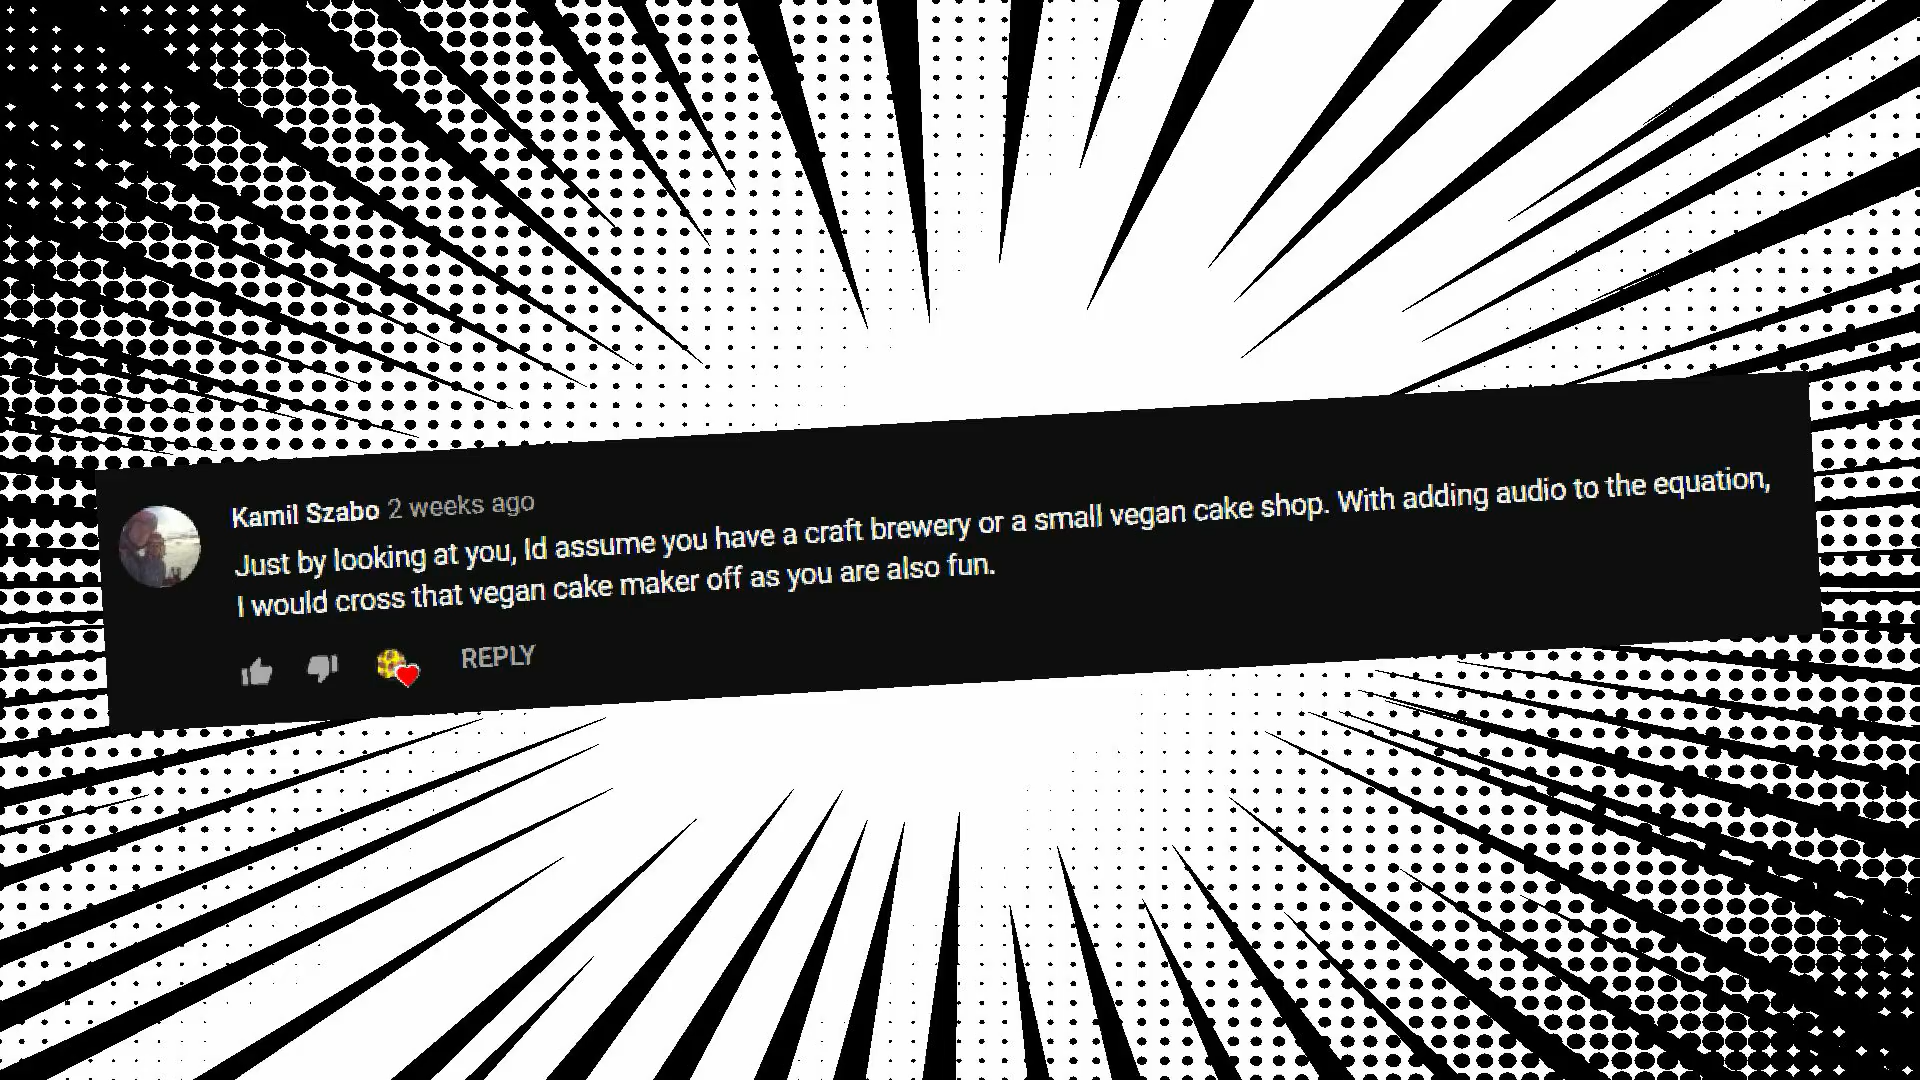 Kamil Szabo 2 weeks ago
Just by looking at you, Id assume you have a craft brewery or a small vegan cake shop. With adding audio to the equation,
I would cross that vegan cake maker off as you are also fun.
REPLY